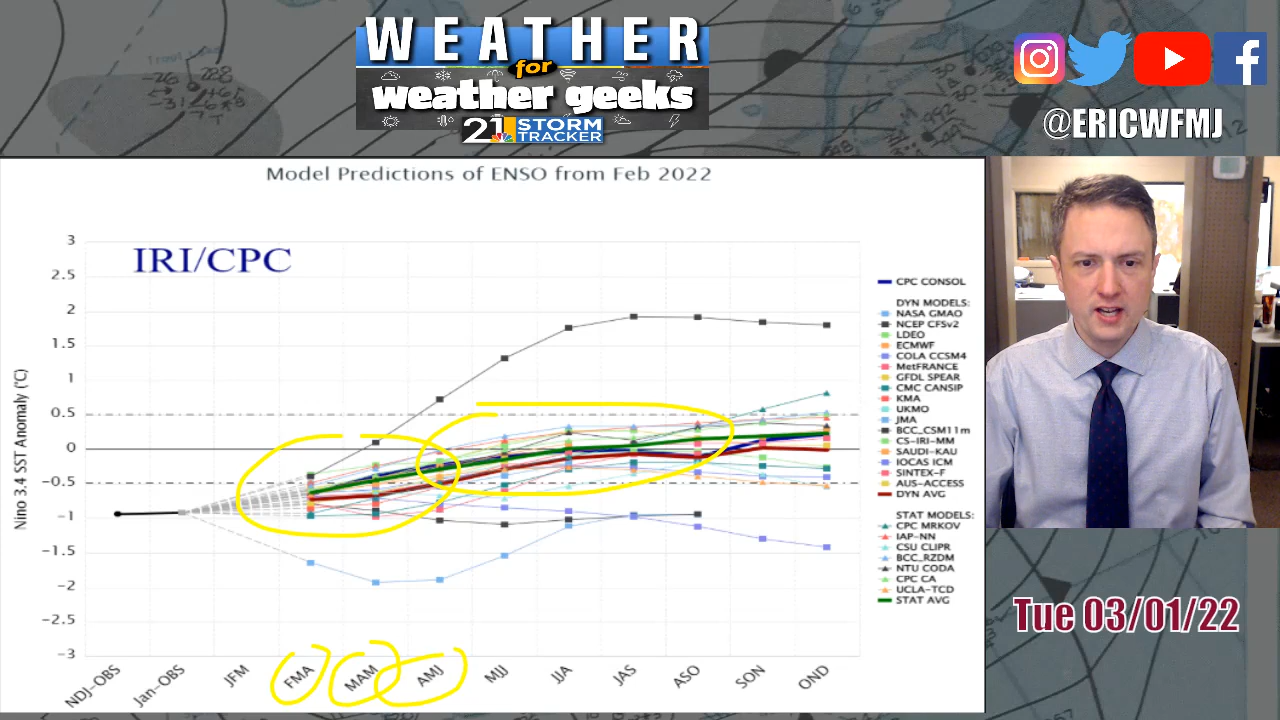 WEATHER
for
weather geeks
21 STORM
TRACKER
@ERICWFMJ
Model Predictions of ENSO from Feb 2022
IRI/CPC
Nino 3.4 SST Anomaly (°C)
3
2.5
2
1.5
1
0.5
0
−0.5
−1
−1.5
−2
−2.5
−3
NDJ-OBS
Jan-OBS
JFM
FMA
MAM
AMJ
MJJ
JJA
JAS
ASO
SON
OND
CPC CONSOL
DYN MODELS:
NASA GMAO
NCEP CFSv2
LDEO
ECMWF
COLA CCSM4
MetFRANCE
GFDL SPEAR
CMC CANSIP
KMA
UKMO
JMA
BCC_CSM11m
CS-IRI-MM
SAUDI-KAU
IOCAS ICM
SINTEX-F
AUS-ACCESS
DYN AVG
STAT MODELS:
CPC MRKOV
IAP-NN
CSU CLIPR
BCC_RZDM
NTU CODA
CPC CA
UCLA-TCD
STAT AVG
Tue 03/01/22